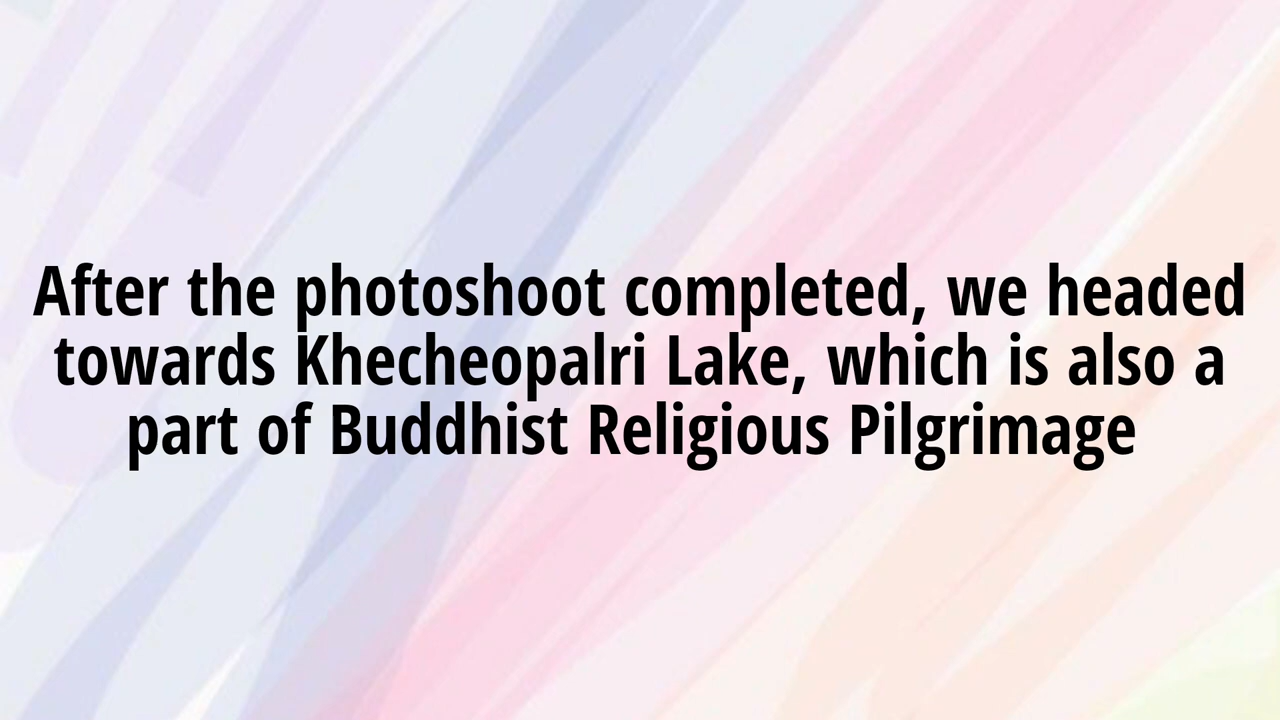 After the photoshoot completed, we headed
towards Khecheopalri Lake, which is also a
part of Buddhist Religious Pilgrimage